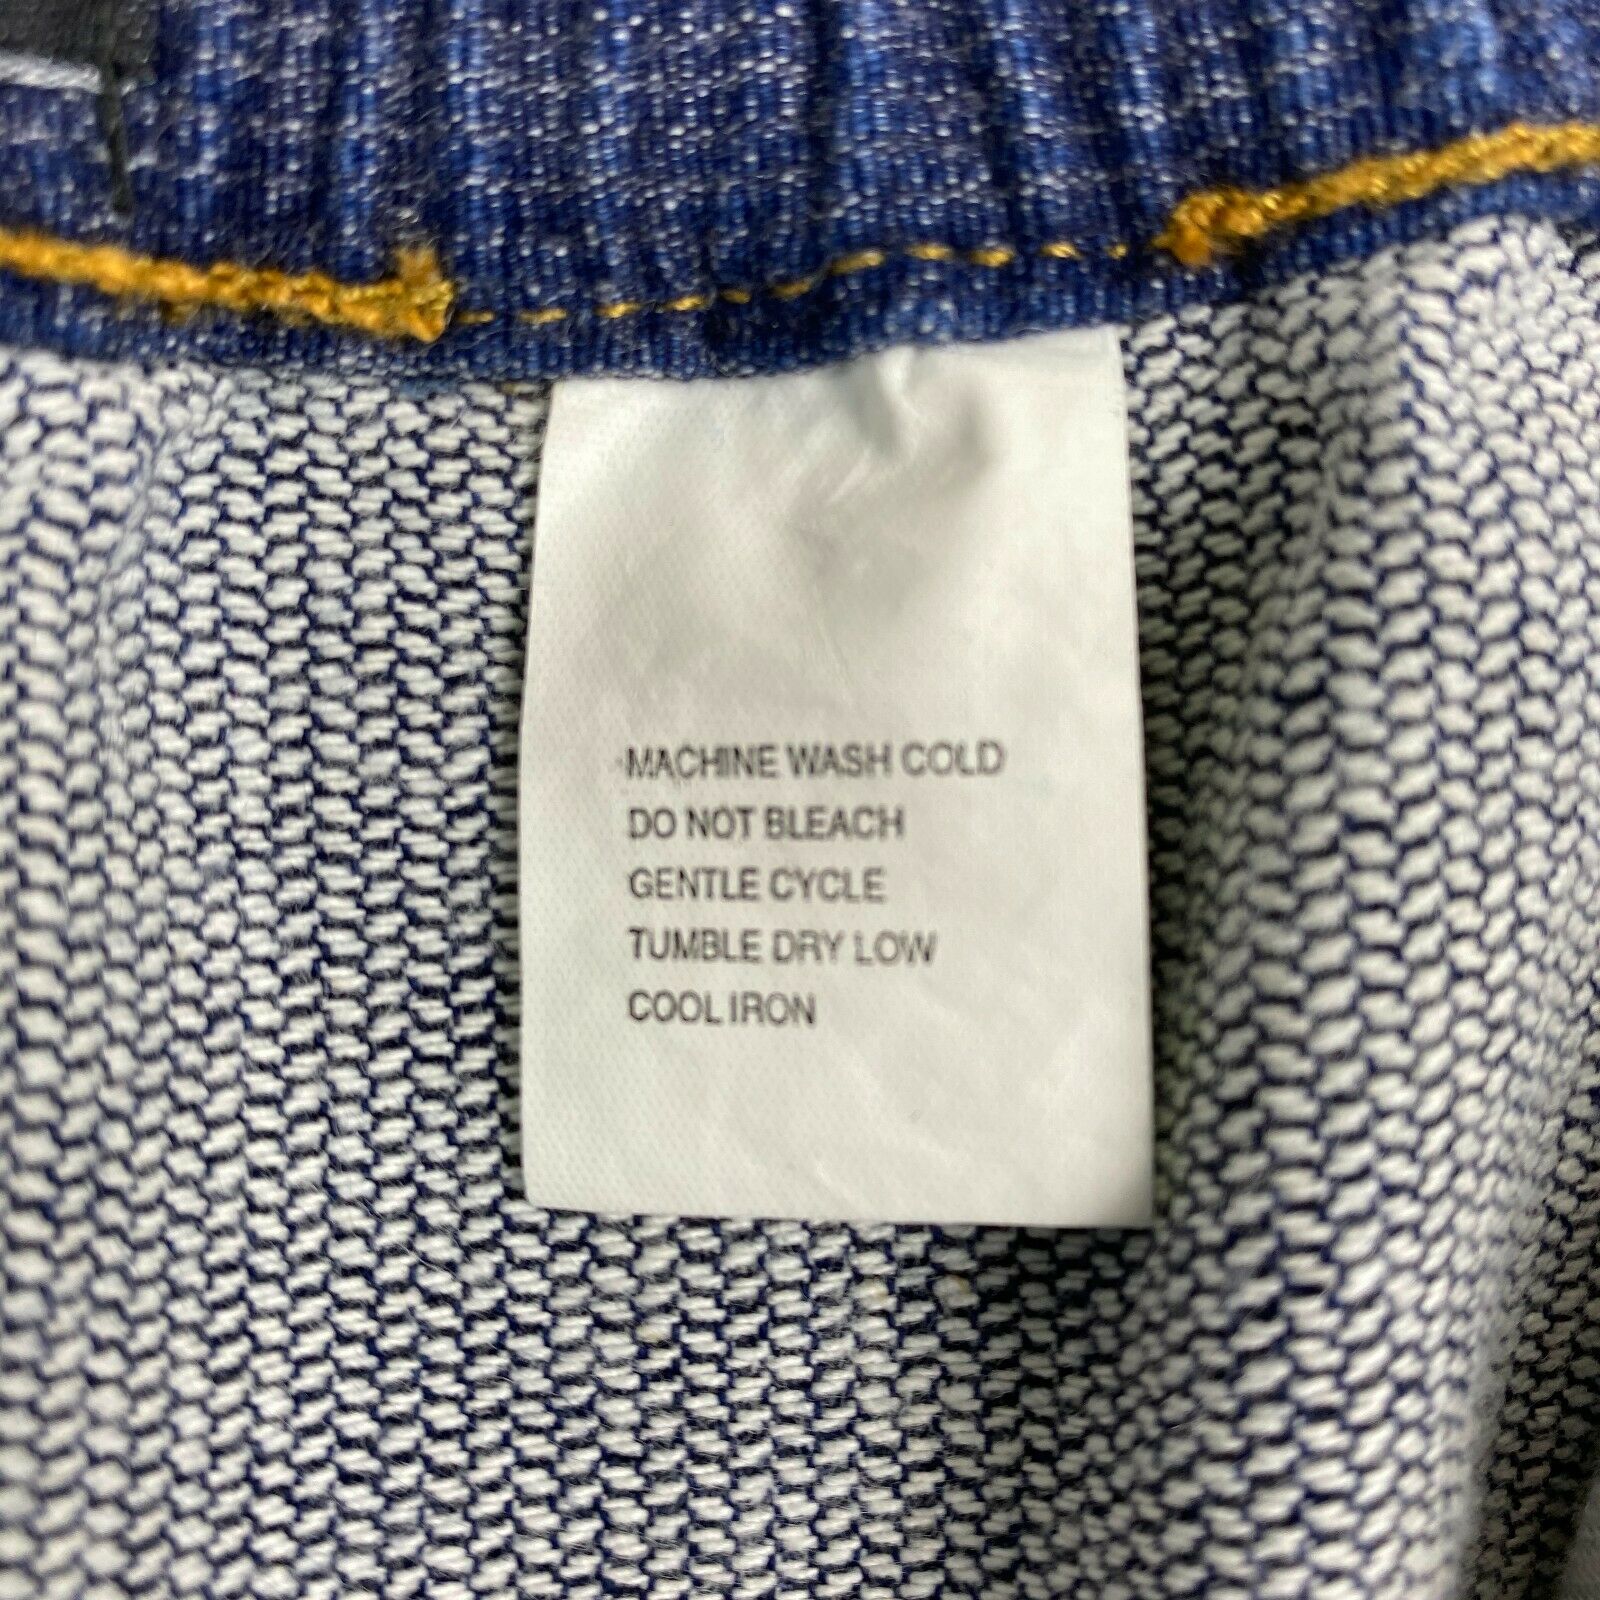 MACHINE WASH COLD
DO NOT BLEACH
GENTLE CYCLE
TUMBLE DRY LOW
COOL IRON